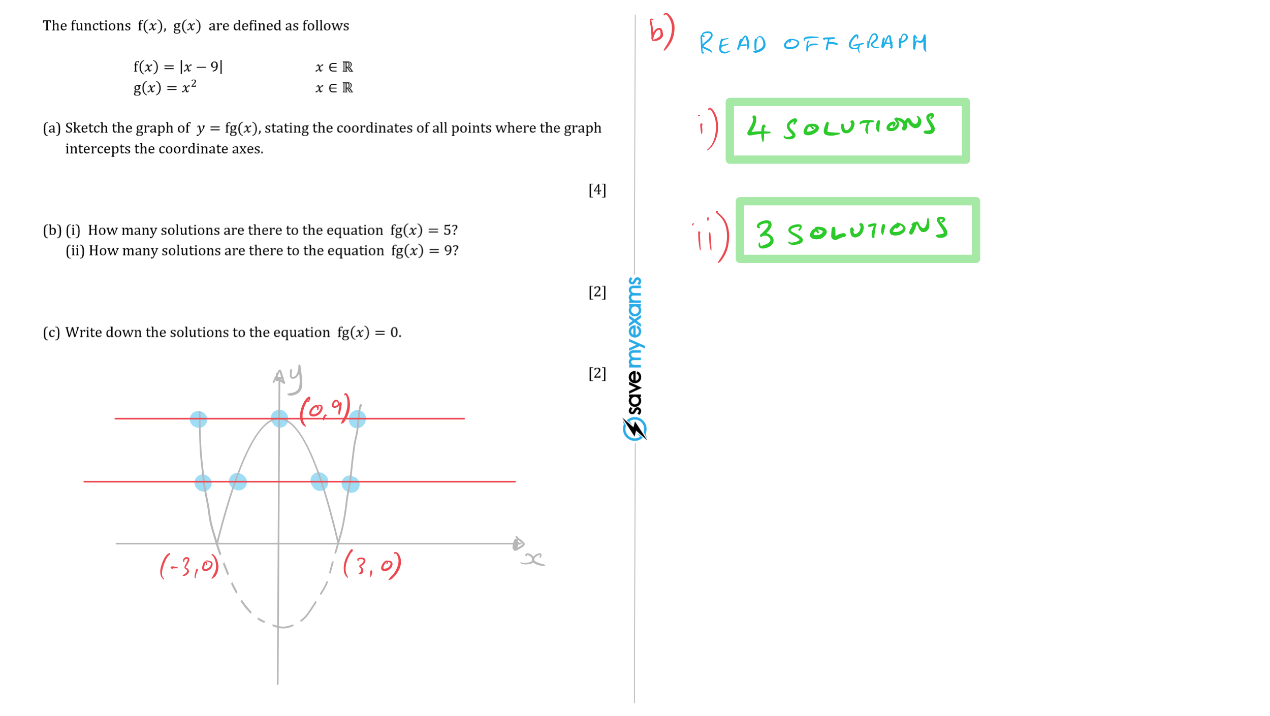 The functions f(x), g(x) are defined as follows
f(x) = |x − 9| x ∈ ℝ
g(x) = x² x ∈ ℝ
(a) Sketch the graph of y = fg(x), stating the coordinates of all points where the graph
intercepts the coordinate axes.
[4]
(b) (i) How many solutions are there to the equation fg(x) = 5?
(ii) How many solutions are there to the equation fg(x) = 9?
[2]
(c) Write down the solutions to the equation fg(x) = 0.
[2]
y
(0,9)
x
(-3,0)
(3,0)
save my exams
b) READ OFF GRAPH
i) 4 SOLUTIONS
ii) 3 SOLUTIONS